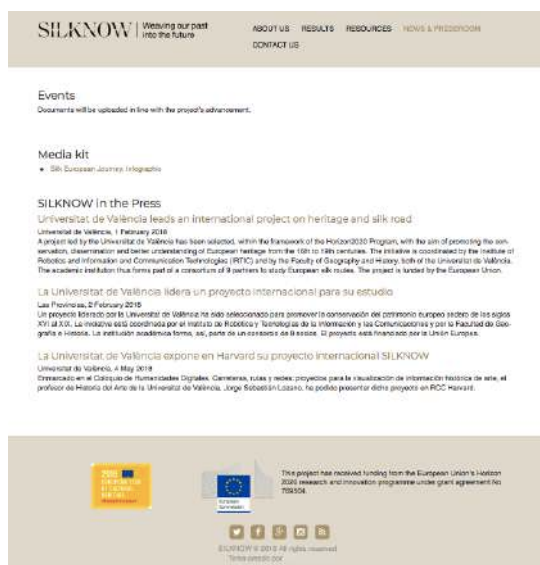 SILKNOW
Weaving our past
into the future
ABOUT US RESULTS RESOURCES NEWS & PRESSROOM
CONTACT US
Events
Documents will be uploaded in line with the project's advancement.
Media kit
Silk European Journey. Infographic
SILKNOW in the Press
Universitat de València leads an international project on heritage and silk road
Universitat de València, 1 February 2018
A project led by the Universitat de València has been selected, within the framework of the Horizon2020 Program, with the aim of promoting the con-
servation, dissemination and better understanding of European heritage from the 16th to 19th centuries. The initiative is coordinated by the Institute of
Robotics and Information and Communication Technologies (IRTIC) and by the Faculty of Geography and History, both of the Universitat de València.
The academic institution thus forms part of a consortium of 9 partners to study European silk routes. The project is funded by the European Union.
La Universitat de València lidera un proyecto internacional para su estudio
Las Provincias, 2 February 2018
Un proyecto liderado por la Universitat de València ha sido seleccionado para promover la conservación del patrimonio europeo sedero de los siglos
XVI al XIX. La iniciativa está coordinada por el Instituto de Robótica y Tecnologías de la Información y las Comunicaciones y por la Facultad de Geo-
grafía e Historia. La institución académica forma, así, parte de un consorcio de 9 socios. El proyecto está financiado por la Unión Europea.
La Universitat de València expone en Harvard su proyecto internacional SILKNOW
Universitat de València, 4 May 2018
Enmarcado en el Coloquio de Humanidades Digitales. Carreteras, rutas y redes: proyectos para la visualización de información histórica de arte, el
profesor de Historia del Arte de la Universitat de València, Jorge Sebastián Lozano, ha podido presentar dicho proyecto en RCC Harvard.
2018
European
Commission
This project has received funding from the European Union's Horizon
2020 research and innovation programme under grant agreement No
769504.
SILKNOW © 2018 All rights reserved